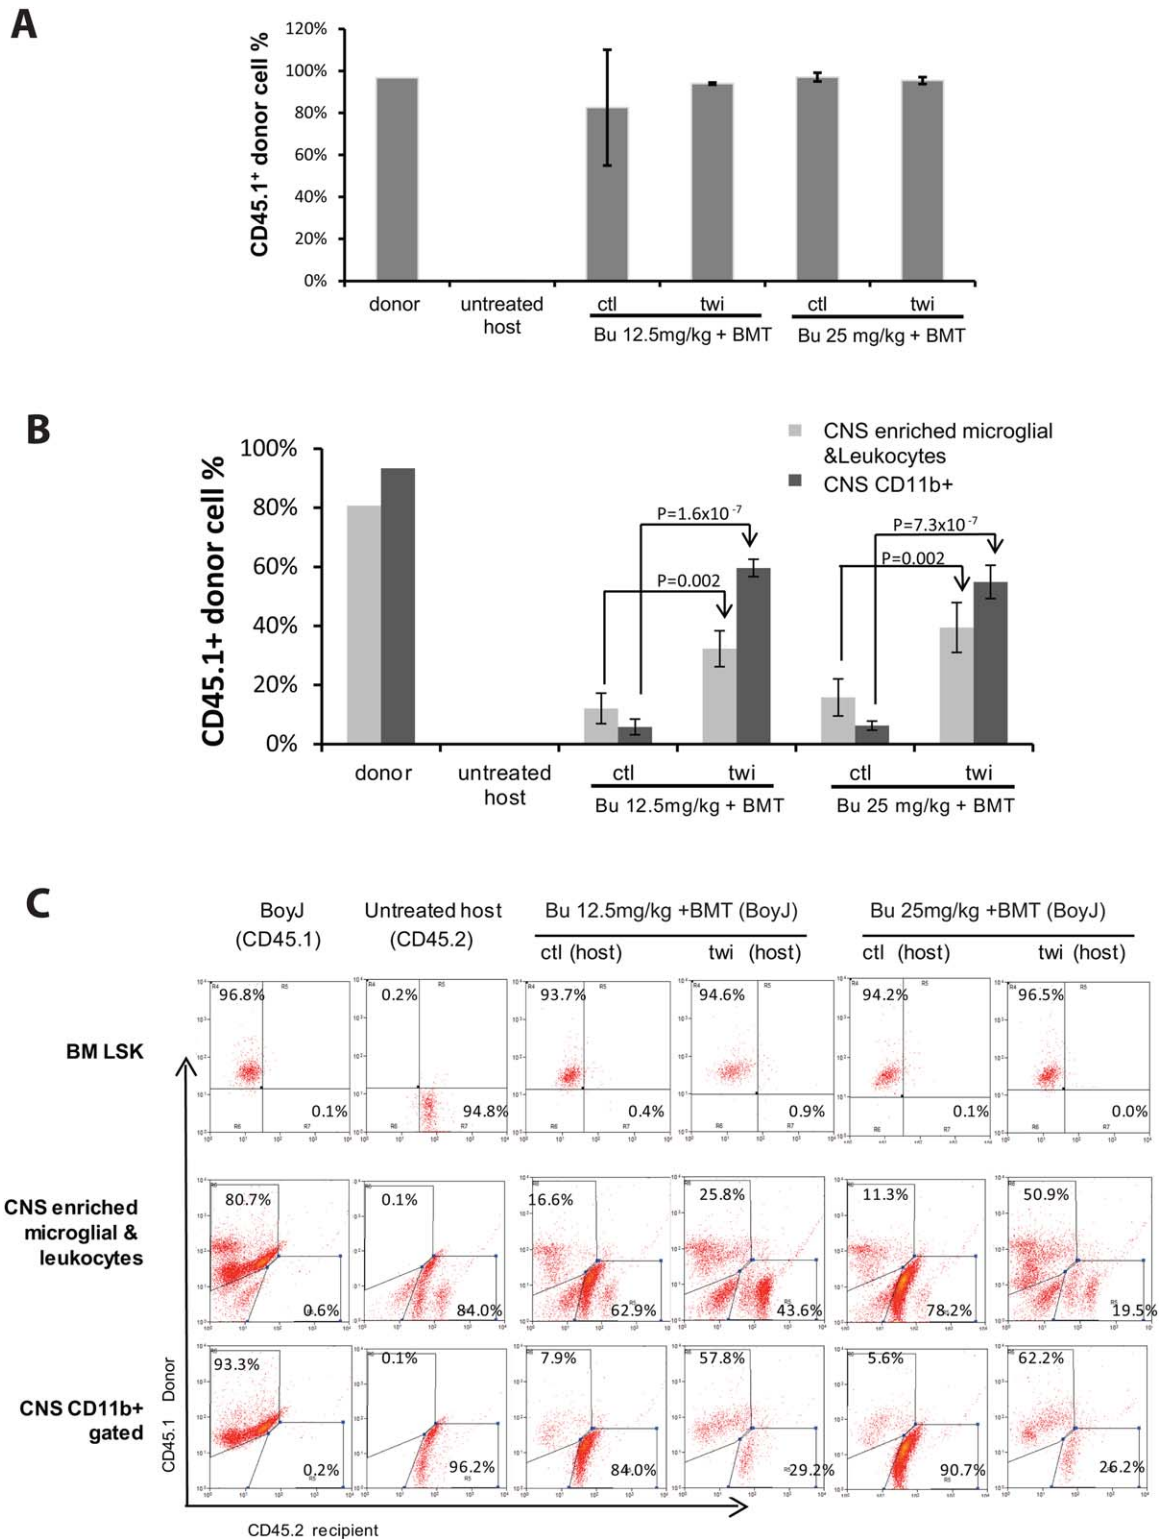 A
CD45.1⁺ donor cell %
120%
100%
80%
60%
40%
20%
0%
donor
untreated
host
ctl
twi
ctl
twi
Bu 12.5mg/kg + BMT
Bu 25 mg/kg + BMT
B
CNS enriched microglial
&Leukocytes
CNS CD11b+
CD45.1+ donor cell %
100%
80%
60%
40%
20%
0%
P=1.6x10 -7
P=0.002
P=7.3x10-7
P=0.002
donor
untreated
host
ctl
twi
ctl
twi
Bu 12.5mg/kg + BMT
Bu 25 mg/kg + BMT
C
BoyJ
(CD45.1)
Untreated host
(CD45.2)
Bu 12.5mg/kg +BMT (BoyJ)
Bu 25mg/kg +BMT (BoyJ)
ctl (host)
twi (host)
ctl (host)
twi (host)
BM LSK
96.8%
0.2%
93.7%
94.6%
94.2%
96.5%
0.1%
94.8%
0.4%
0.9%
0.1%
0.0%
CNS enriched
microglial &
leukocytes
80.7%
0.1%
16.6%
25.8%
11.3%
50.9%
0.6%
84.0%
62.9%
43.6%
78.2%
19.5%
CNS CD11b+
gated
93.3%
0.1%
7.9%
57.8%
5.6%
62.2%
0.2%
96.2%
84.0%
29.2%
90.7%
26.2%
CD45.1 Donor
CD45.2 recipient